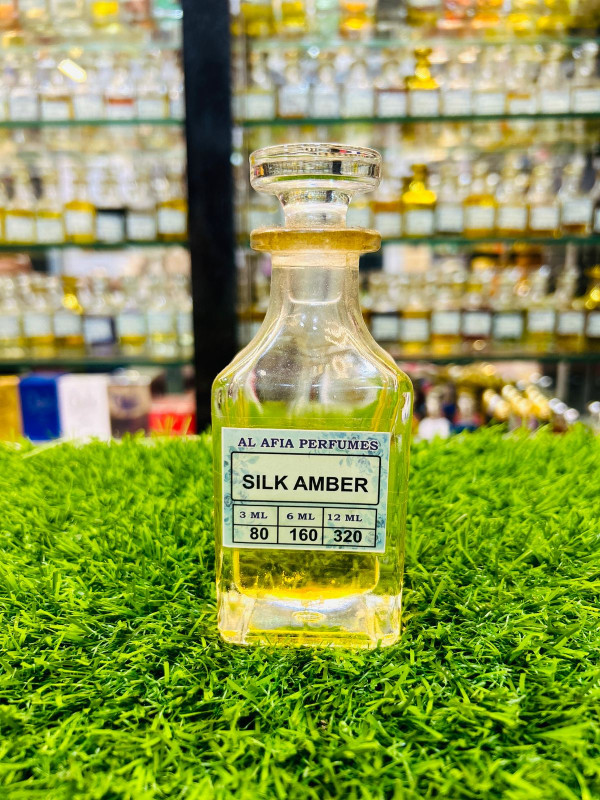 AL AFIA PERFUMES
SILK AMBER
3 ML 6 ML 12 ML
80 160 320